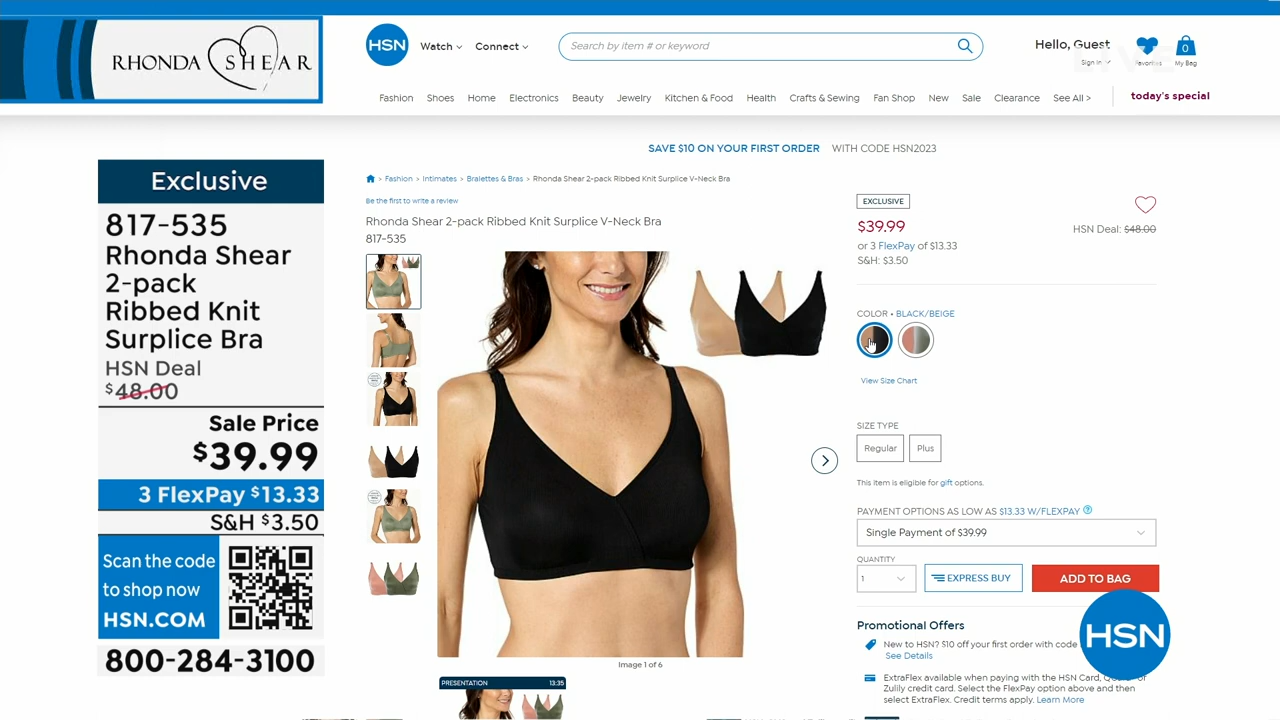 RHONDA SHEAR
HSN
Watch
Connect
Search by item # or keyword
Hello, Guest
Sign In
Favorites
0
My Bag
Fashion Shoes Home Electronics Beauty Jewelry Kitchen & Food Health Crafts & Sewing Fan Shop New Sale Clearance See All >
today's special
SAVE $10 ON YOUR FIRST ORDER WITH CODE HSN2023
> Fashion > Intimates > Bralettes & Bras > Rhonda Shear 2-pack Ribbed Knit Surplice V-Neck Bra
Be the first to write a review
Rhonda Shear 2-pack Ribbed Knit Surplice V-Neck Bra
817-535
Exclusive
817-535
Rhonda Shear
2-pack
Ribbed Knit
Surplice Bra
HSN Deal
$48.00
Sale Price
$39.99
3 FlexPay $13.33
S&H $3.50
Scan the code
to shop now
HSN.COM
800-284-3100
Image 1 of 6
PRESENTATION 13:35
EXCLUSIVE
$39.99
HSN Deal: $48.00
or 3 FlexPay of $13.33
S&H: $3.50
COLOR • BLACK/BEIGE
View Size Chart
SIZE TYPE
Regular
Plus
This item is eligible for gift options.
PAYMENT OPTIONS AS LOW AS $13.33 W/FLEXPAY
Single Payment of $39.99
QUANTITY
1
EXPRESS BUY
ADD TO BAG
Promotional Offers
New to HSN? $10 off your first order with code
See Details
ExtraFlex available when paying with the HSN Card, or
Zulily credit card. Select the FlexPay option above and then
select ExtraFlex. Credit terms apply. Learn More
HSN